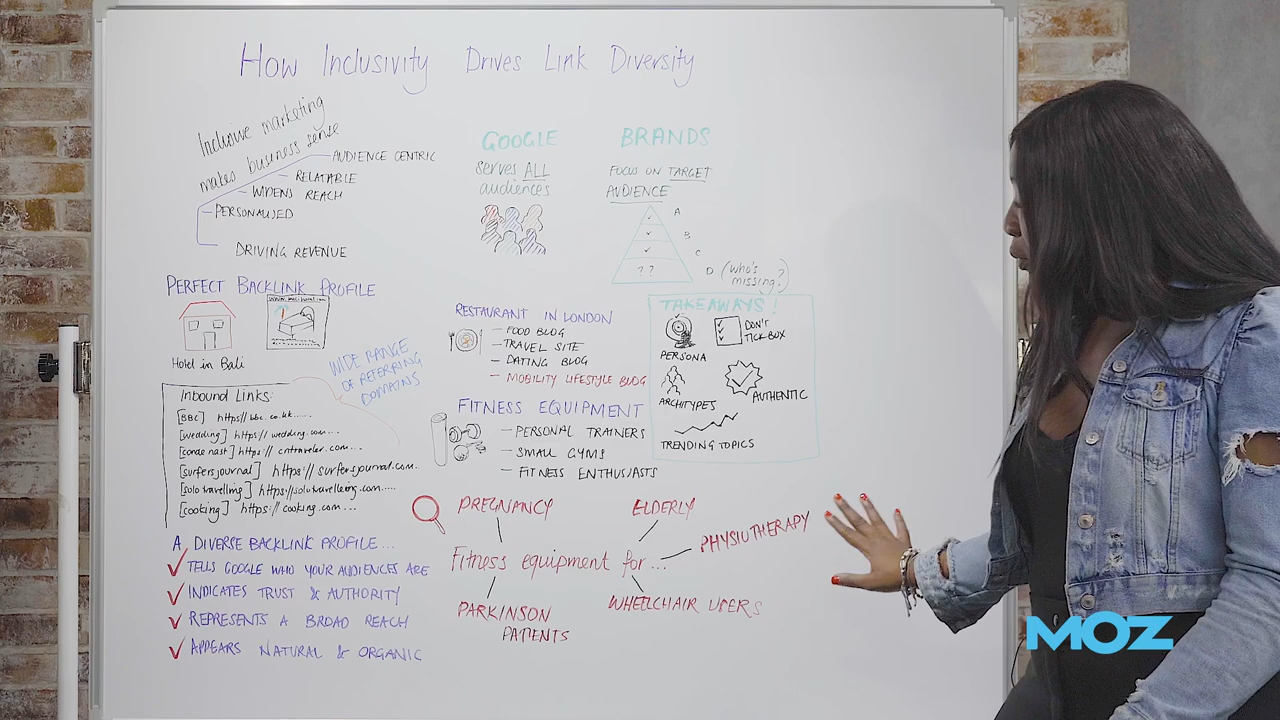 How Inclusivity Drives Link Diversity
Inclusive marketing
makes business sense
AUDIENCE CENTRIC
RELATABLE
WIDENS REACH
PERSONALISED
DRIVING REVENUE
GOOGLE
serves ALL
audiences
BRANDS
FOCUS ON TARGET
AUDIENCE
A
B
C
D (who's
missing?)
? ?
PERFECT BACKLINK PROFILE
Hotel in Bali
WIDE RANGE
OF REFERRING
DOMAINS
Inbound Links:
[BBC] https// bbc.co.uk......
[wedding] https// wedding.com...
[conde nast] https// cntraveler.com...
[surfersjournal] https// surfersjournal.com..
[solo travelling] https//solotravelleing.com.....
[cooking] https:// cooking.com...
A DIVERSE BACKLINK PROFILE...
TELLS GOOGLE WHO YOUR AUDIENCES ARE
INDICATES TRUST & AUTHORITY
REPRESENTS A BROAD REACH
APPEARS NATURAL & ORGANIC
RESTAURANT IN LONDON
– FOOD BLOG
– TRAVEL SITE
– DATING BLOG
– MOBILITY LIFESTYLE BLOG
FITNESS EQUIPMENT
– PERSONAL TRAINERS
– SMALL GYMS
– FITNESS ENTHUSIASTS
TAKEAWAYS!
PERSONA
DON'T
TICK BOX
ARCHITYPES
AUTHENTIC
TRENDING TOPICS
PREGNANCY
ELDERLY
PHYSIOTHERAPY
Fitness equipment for...
PARKINSON
PATIENTS
WHEELCHAIR USERS
MOZ